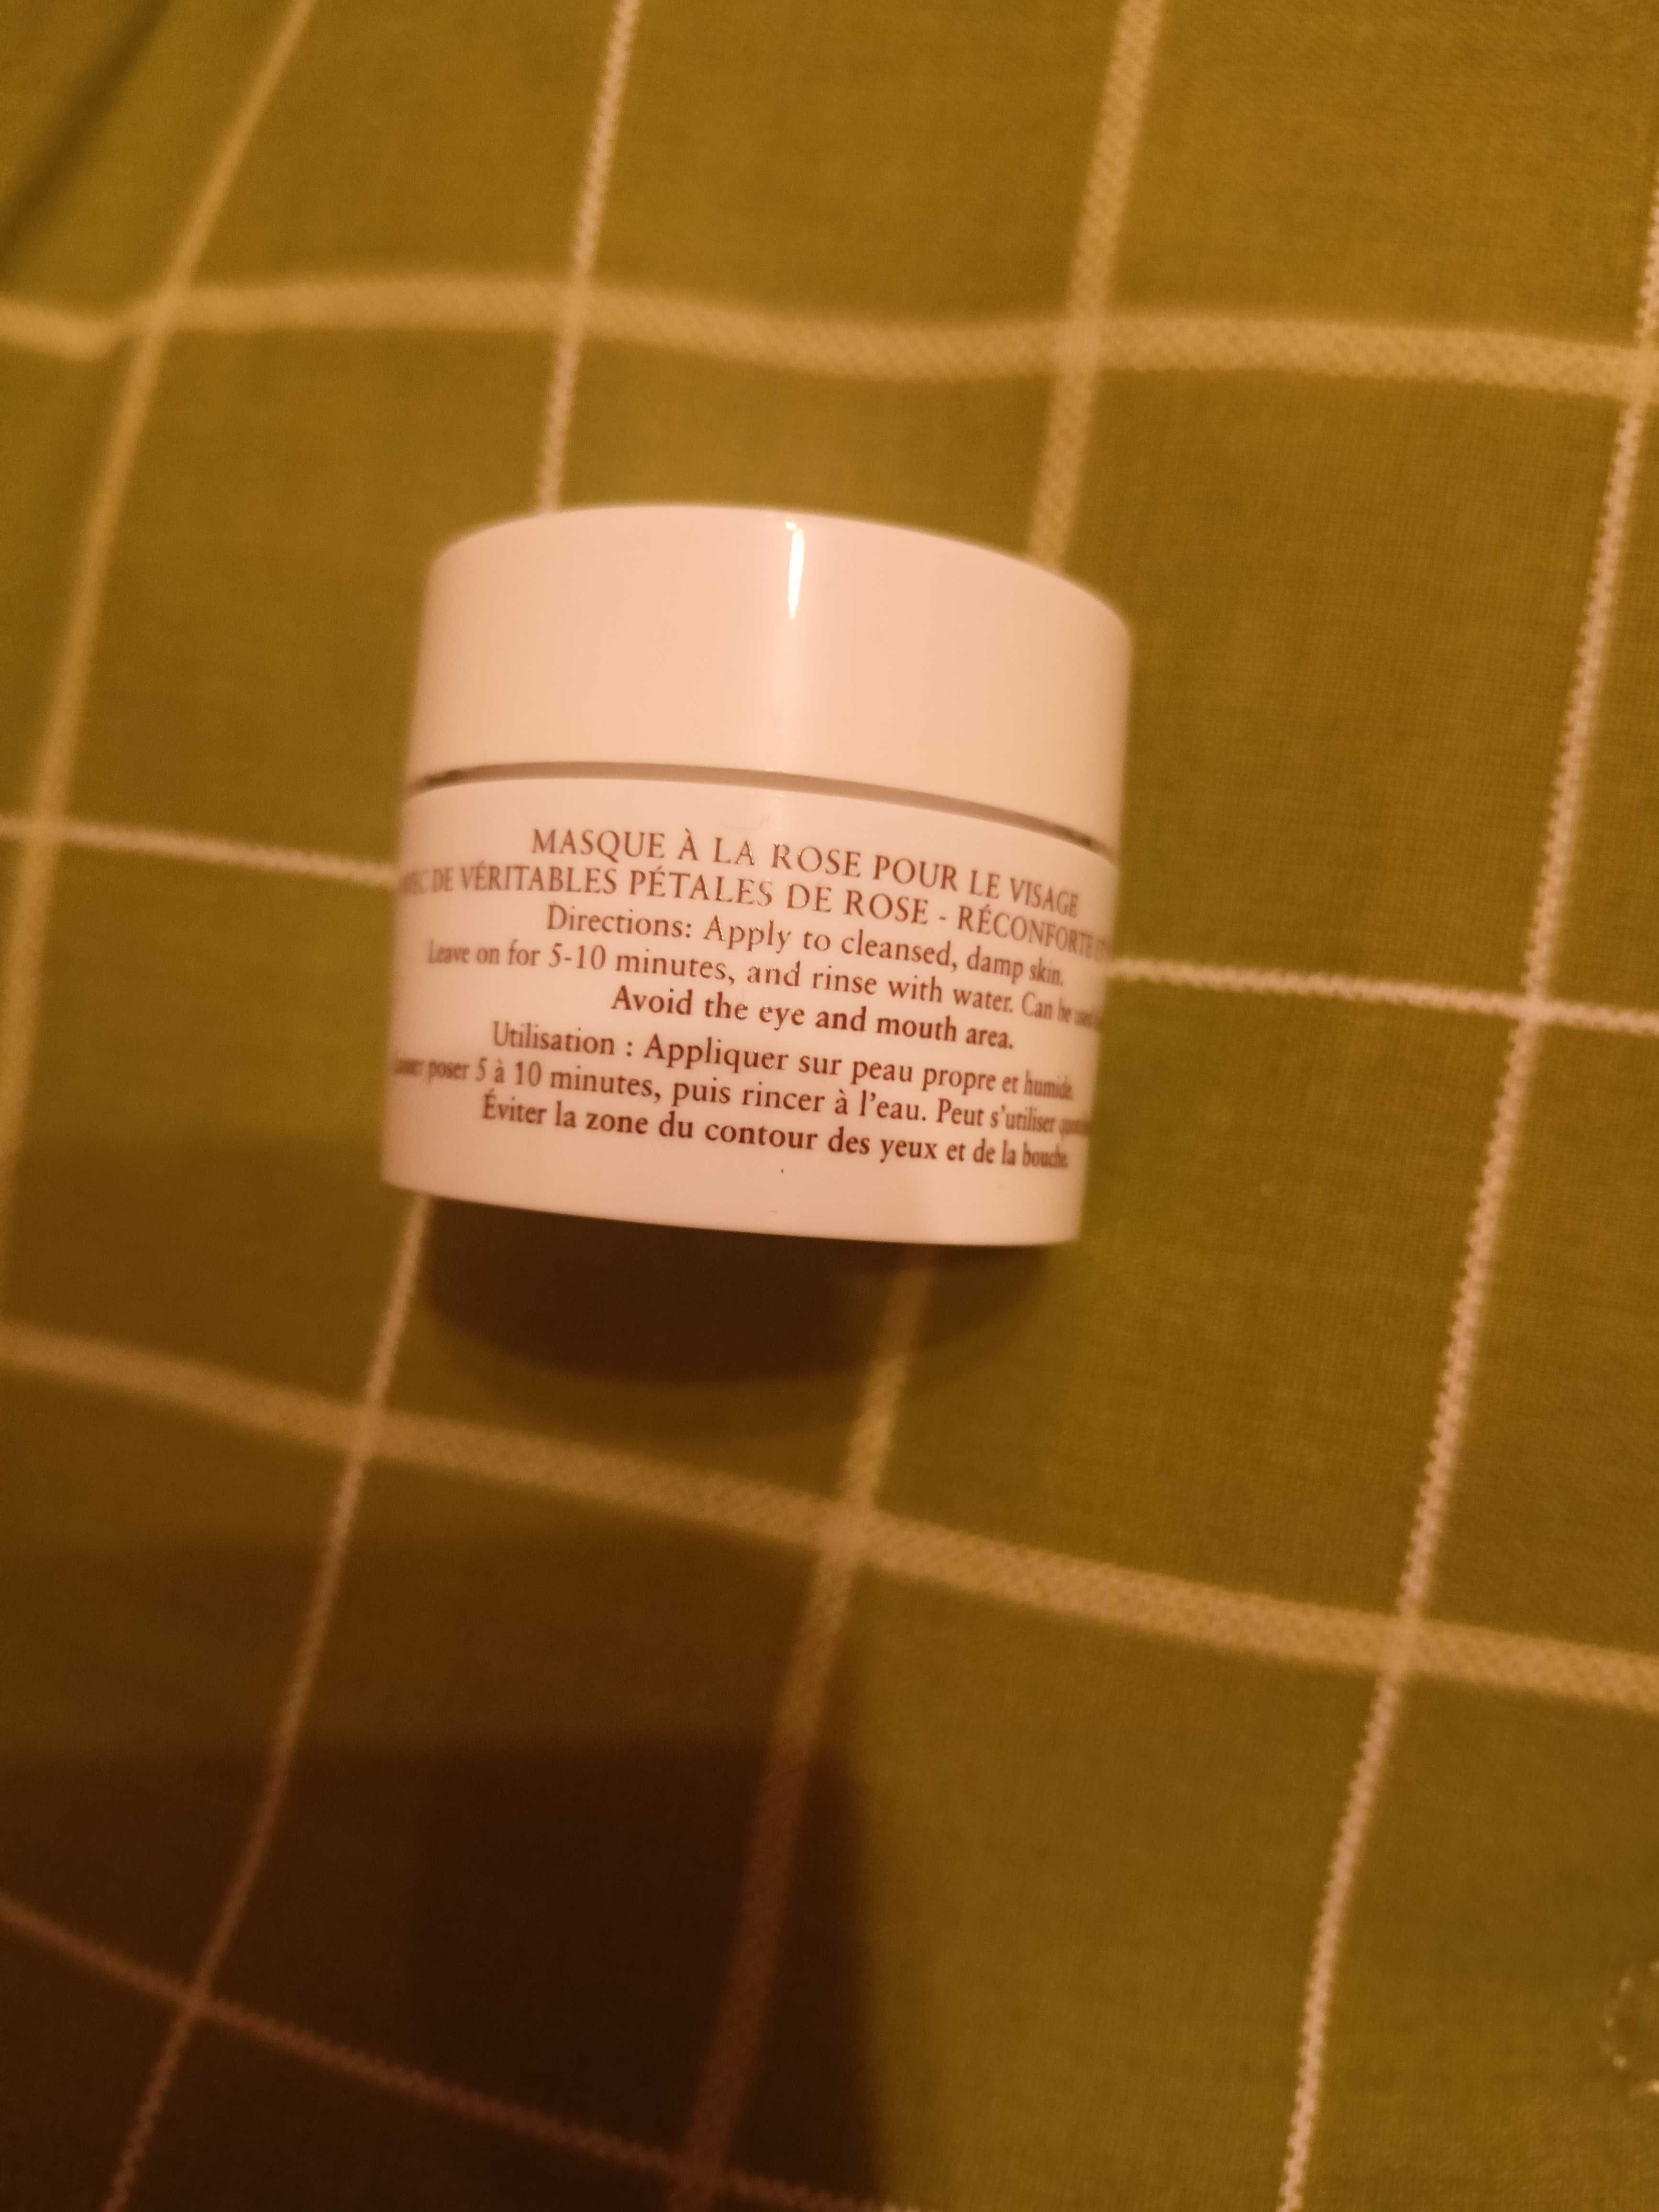 MASQUE À LA ROSE POUR LE VISAGE
DE VÉRITABLES PÉTALES DE ROSE - RÉCONFORTE
Directions: Apply to cleansed, damp skin.
Leave on for 5-10 minutes, and rinse with water. Can be
Avoid the eye and mouth area.
Utilisation : Appliquer sur peau propre et humide.
poser 5 à 10 minutes, puis rincer à l'eau. Peut s'utiliser
Éviter la zone du contour des yeux et de la bouche.